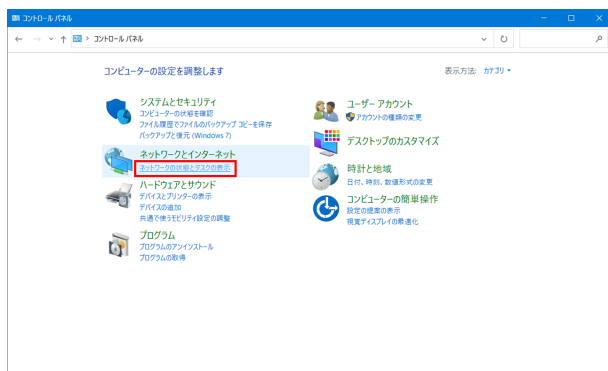 コントロール パネル
コントロール パネル
コンピューターの設定を調整します
表示方法: カテゴリ
システムとセキュリティ
コンピューターの状態を確認
ファイル履歴でファイルのバックアップ コピーを保存
バックアップと復元 (Windows 7)
ネットワークとインターネット
ネットワークの状態とタスクの表示
ハードウェアとサウンド
デバイスとプリンターの表示
デバイスの追加
共通で使うモビリティ設定の調整
プログラム
プログラムのアンインストール
プログラムの取得
ユーザー アカウント
アカウントの種類の変更
デスクトップのカスタマイズ
時計と地域
日付、時刻、数値形式の変更
コンピューターの簡単操作
設定の提案の表示
視覚ディスプレイの最適化